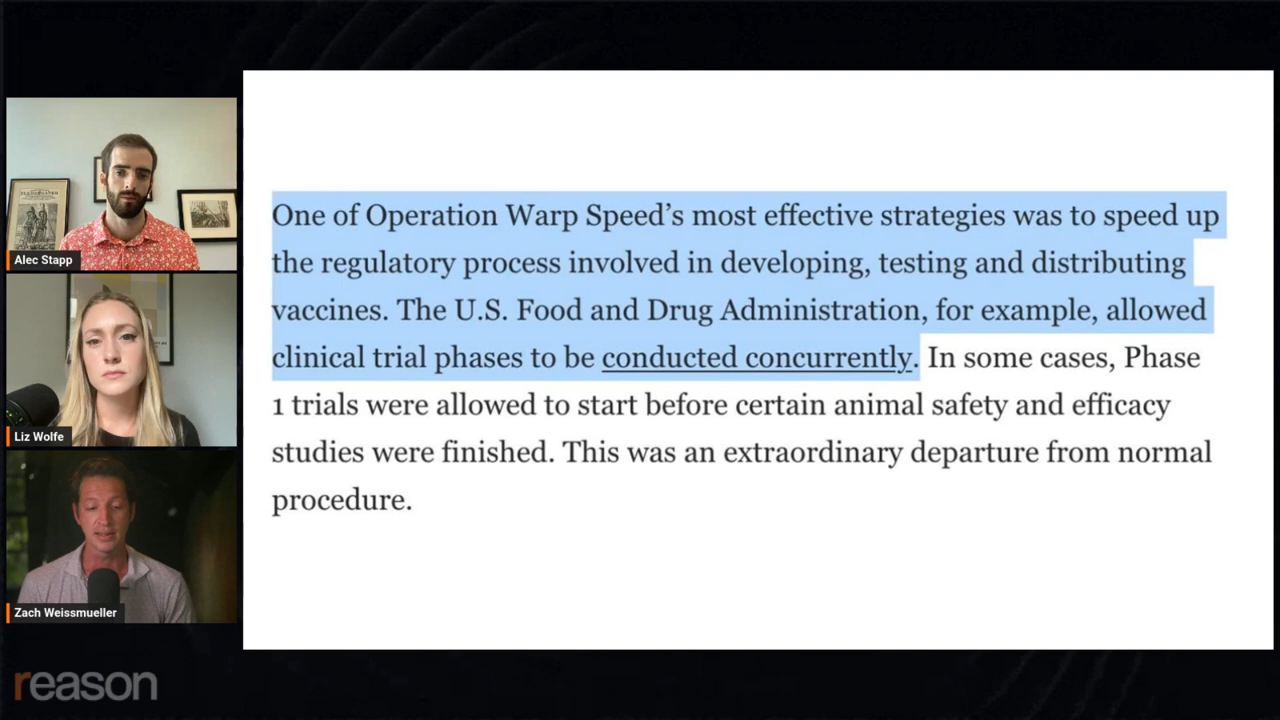 Alec Stapp
Liz Wolfe
Zach Weissmueller
reason
One of Operation Warp Speed’s most effective strategies was to speed up
the regulatory process involved in developing, testing and distributing
vaccines. The U.S. Food and Drug Administration, for example, allowed
clinical trial phases to be conducted concurrently. In some cases, Phase
1 trials were allowed to start before certain animal safety and efficacy
studies were finished. This was an extraordinary departure from normal
procedure.